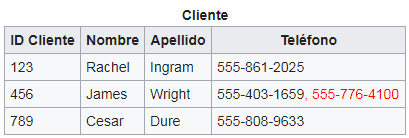 Cliente
ID Cliente Nombre Apellido Teléfono
123 Rachel Ingram 555-861-2025
456 James Wright 555-403-1659, 555-776-4100
789 Cesar Dure 555-808-9633